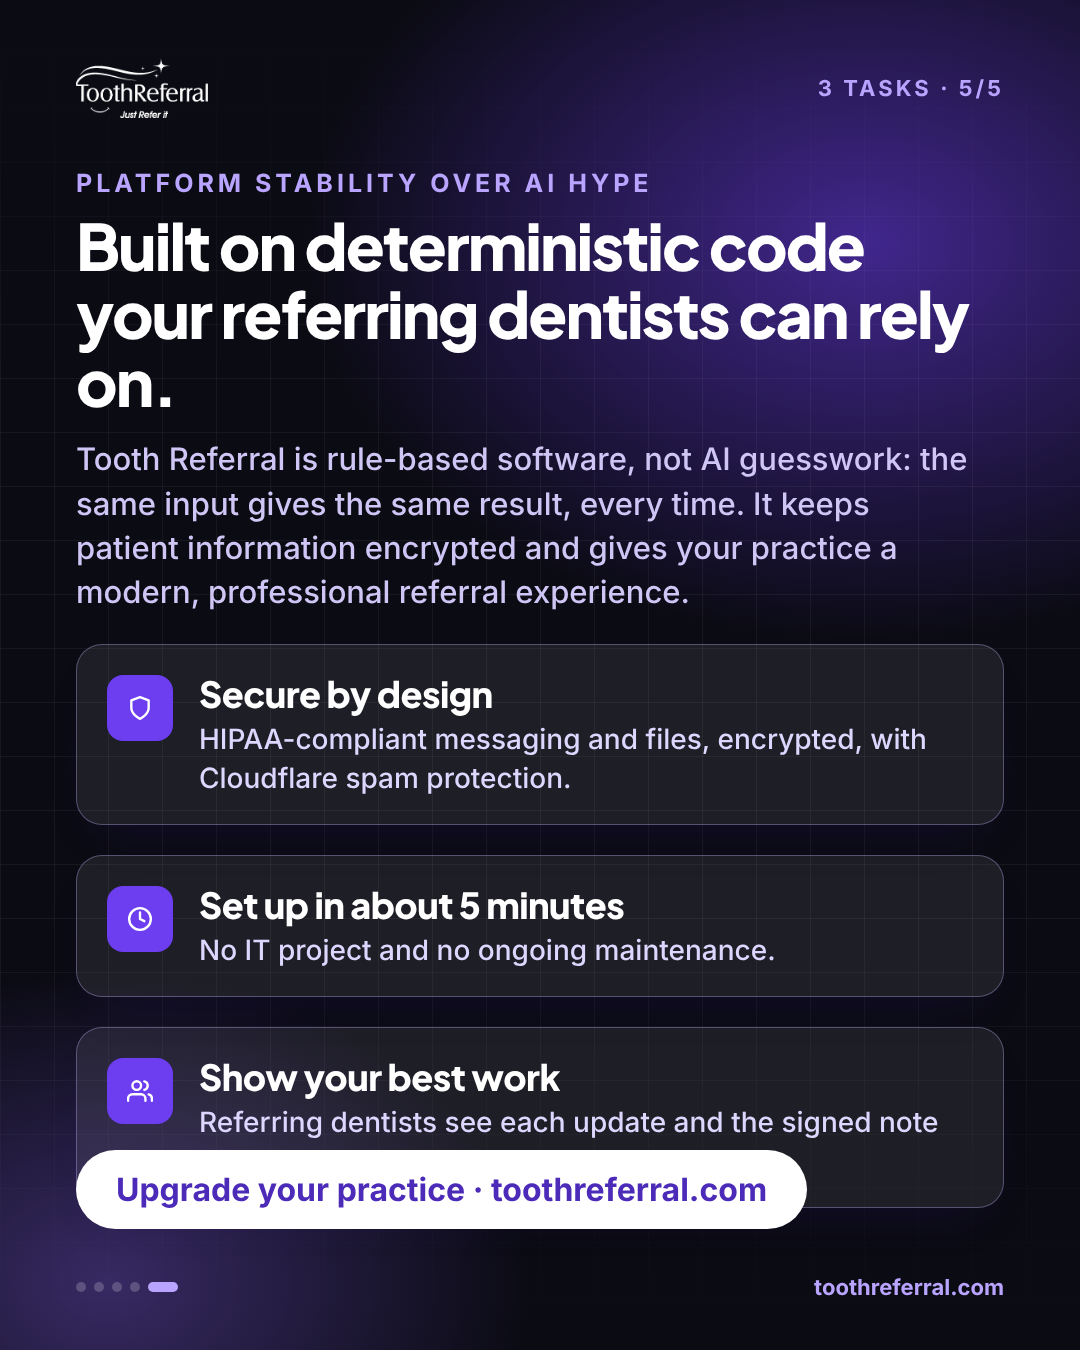 ToothReferral
Just Refer it
3 TASKS · 5/5
PLATFORM STABILITY OVER AI HYPE
Built on deterministic code
your referring dentists can rely
on.
Tooth Referral is rule-based software, not AI guesswork: the
same input gives the same result, every time. It keeps
patient information encrypted and gives your practice a
modern, professional referral experience.
Secure by design
HIPAA-compliant messaging and files, encrypted, with
Cloudflare spam protection.
Set up in about 5 minutes
No IT project and no ongoing maintenance.
Show your best work
Referring dentists see each update and the signed note
Upgrade your practice · toothreferral.com
toothreferral.com